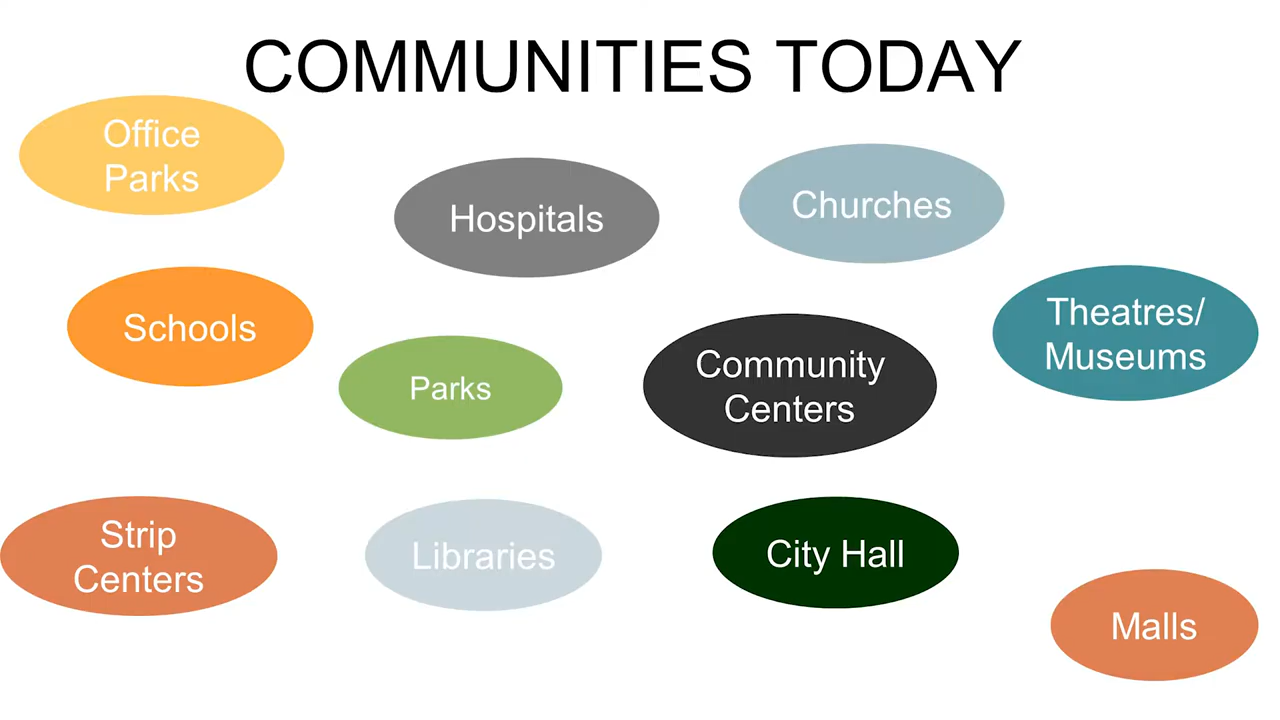 COMMUNITIES TODAY
Office
Parks
Hospitals
Churches
Schools
Theatres/
Museums
Parks
Community
Centers
Strip
Centers
Libraries
City Hall
Malls